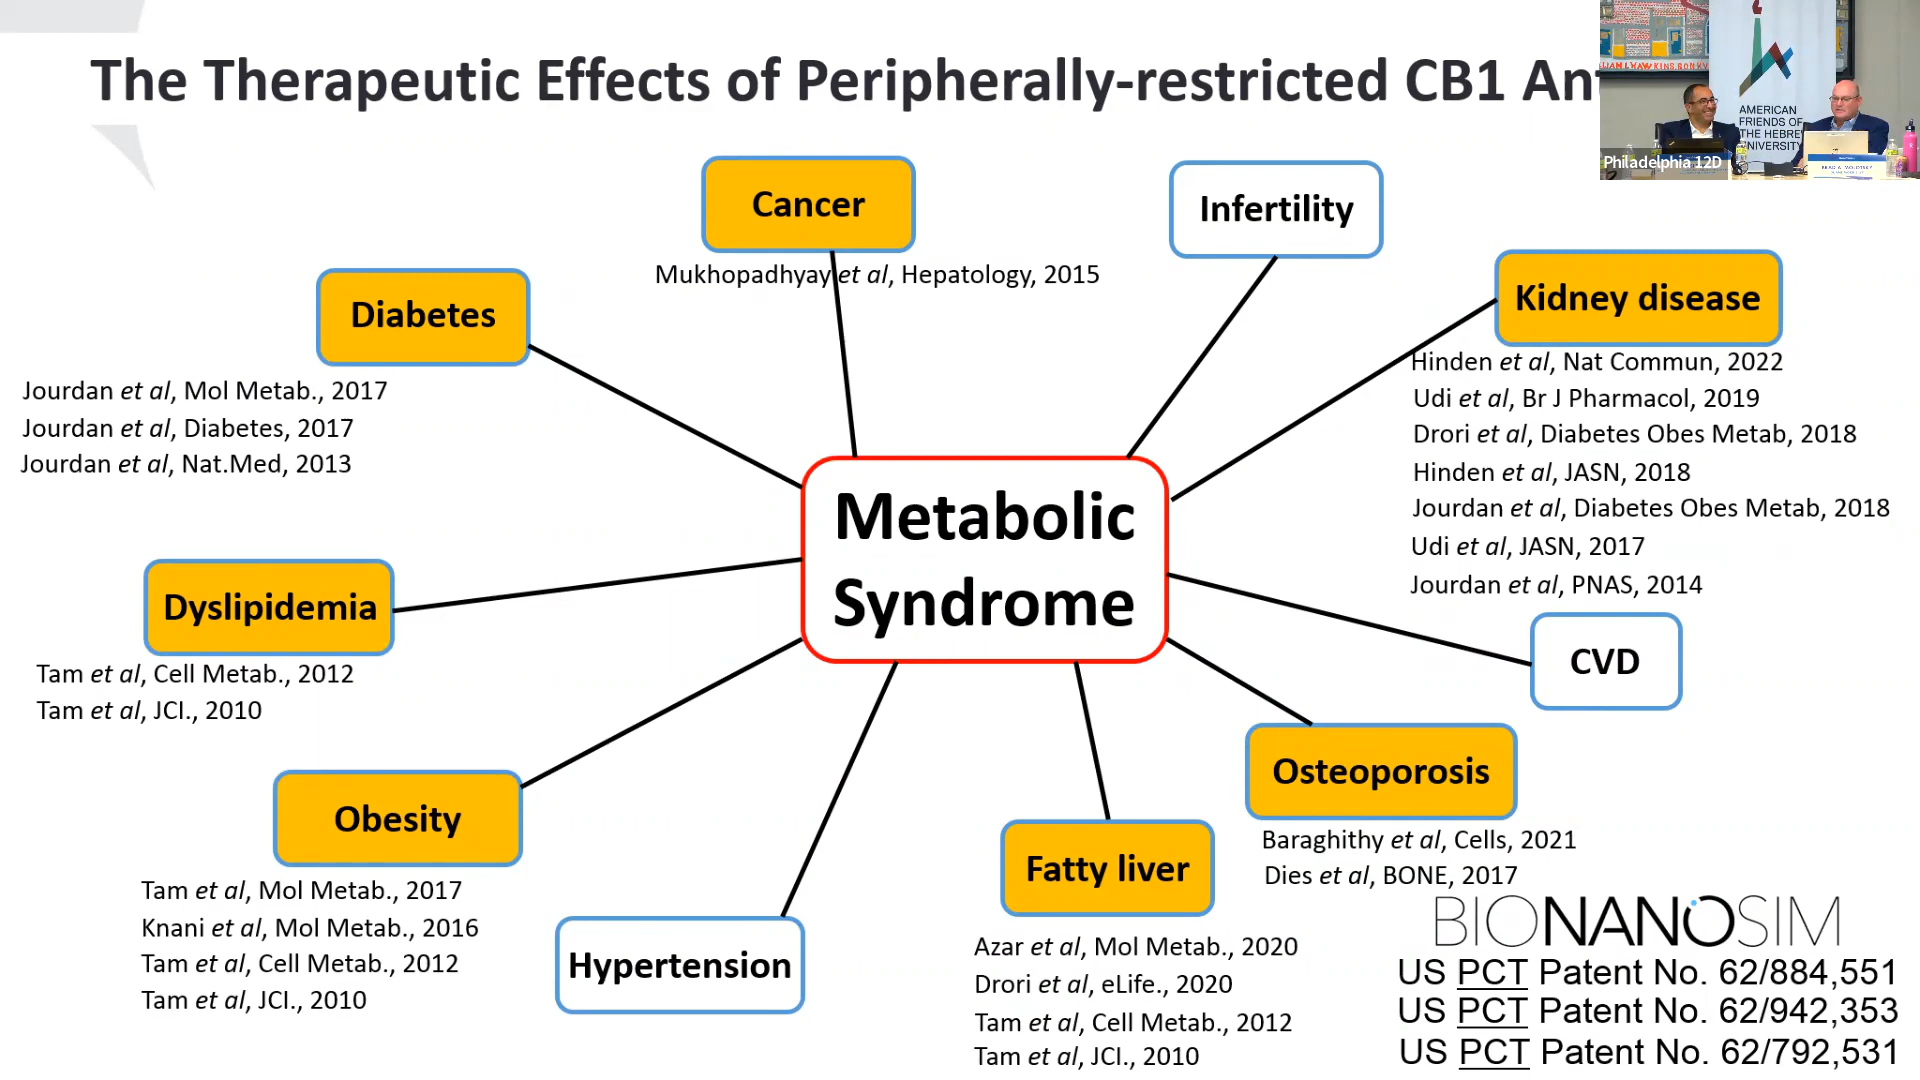 The Therapeutic Effects of Peripherally-restricted CB1 An
AMERICAN
FRIENDS OF
THE HEBRE
UNIVERSITY
Philadelphia 12D
Cancer
Mukhopadhyay et al, Hepatology, 2015
Infertility
Kidney disease
Hinden et al, Nat Commun, 2022
Udi et al, Br J Pharmacol, 2019
Drori et al, Diabetes Obes Metab, 2018
Hinden et al, JASN, 2018
Jourdan et al, Diabetes Obes Metab, 2018
Udi et al, JASN, 2017
Jourdan et al, PNAS, 2014
Diabetes
Jourdan et al, Mol Metab., 2017
Jourdan et al, Diabetes, 2017
Jourdan et al, Nat.Med, 2013
Metabolic
Syndrome
Dyslipidemia
Tam et al, Cell Metab., 2012
Tam et al, JCI., 2010
CVD
Osteoporosis
Baraghithy et al, Cells, 2021
Dies et al, BONE, 2017
Obesity
Tam et al, Mol Metab., 2017
Knani et al, Mol Metab., 2016
Tam et al, Cell Metab., 2012
Tam et al, JCI., 2010
Hypertension
Fatty liver
Azar et al, Mol Metab., 2020
Drori et al, eLife., 2020
Tam et al, Cell Metab., 2012
Tam et al, JCI., 2010
BIONANOSIM
US PCT Patent No. 62/884,551
US PCT Patent No. 62/942,353
US PCT Patent No. 62/792,531